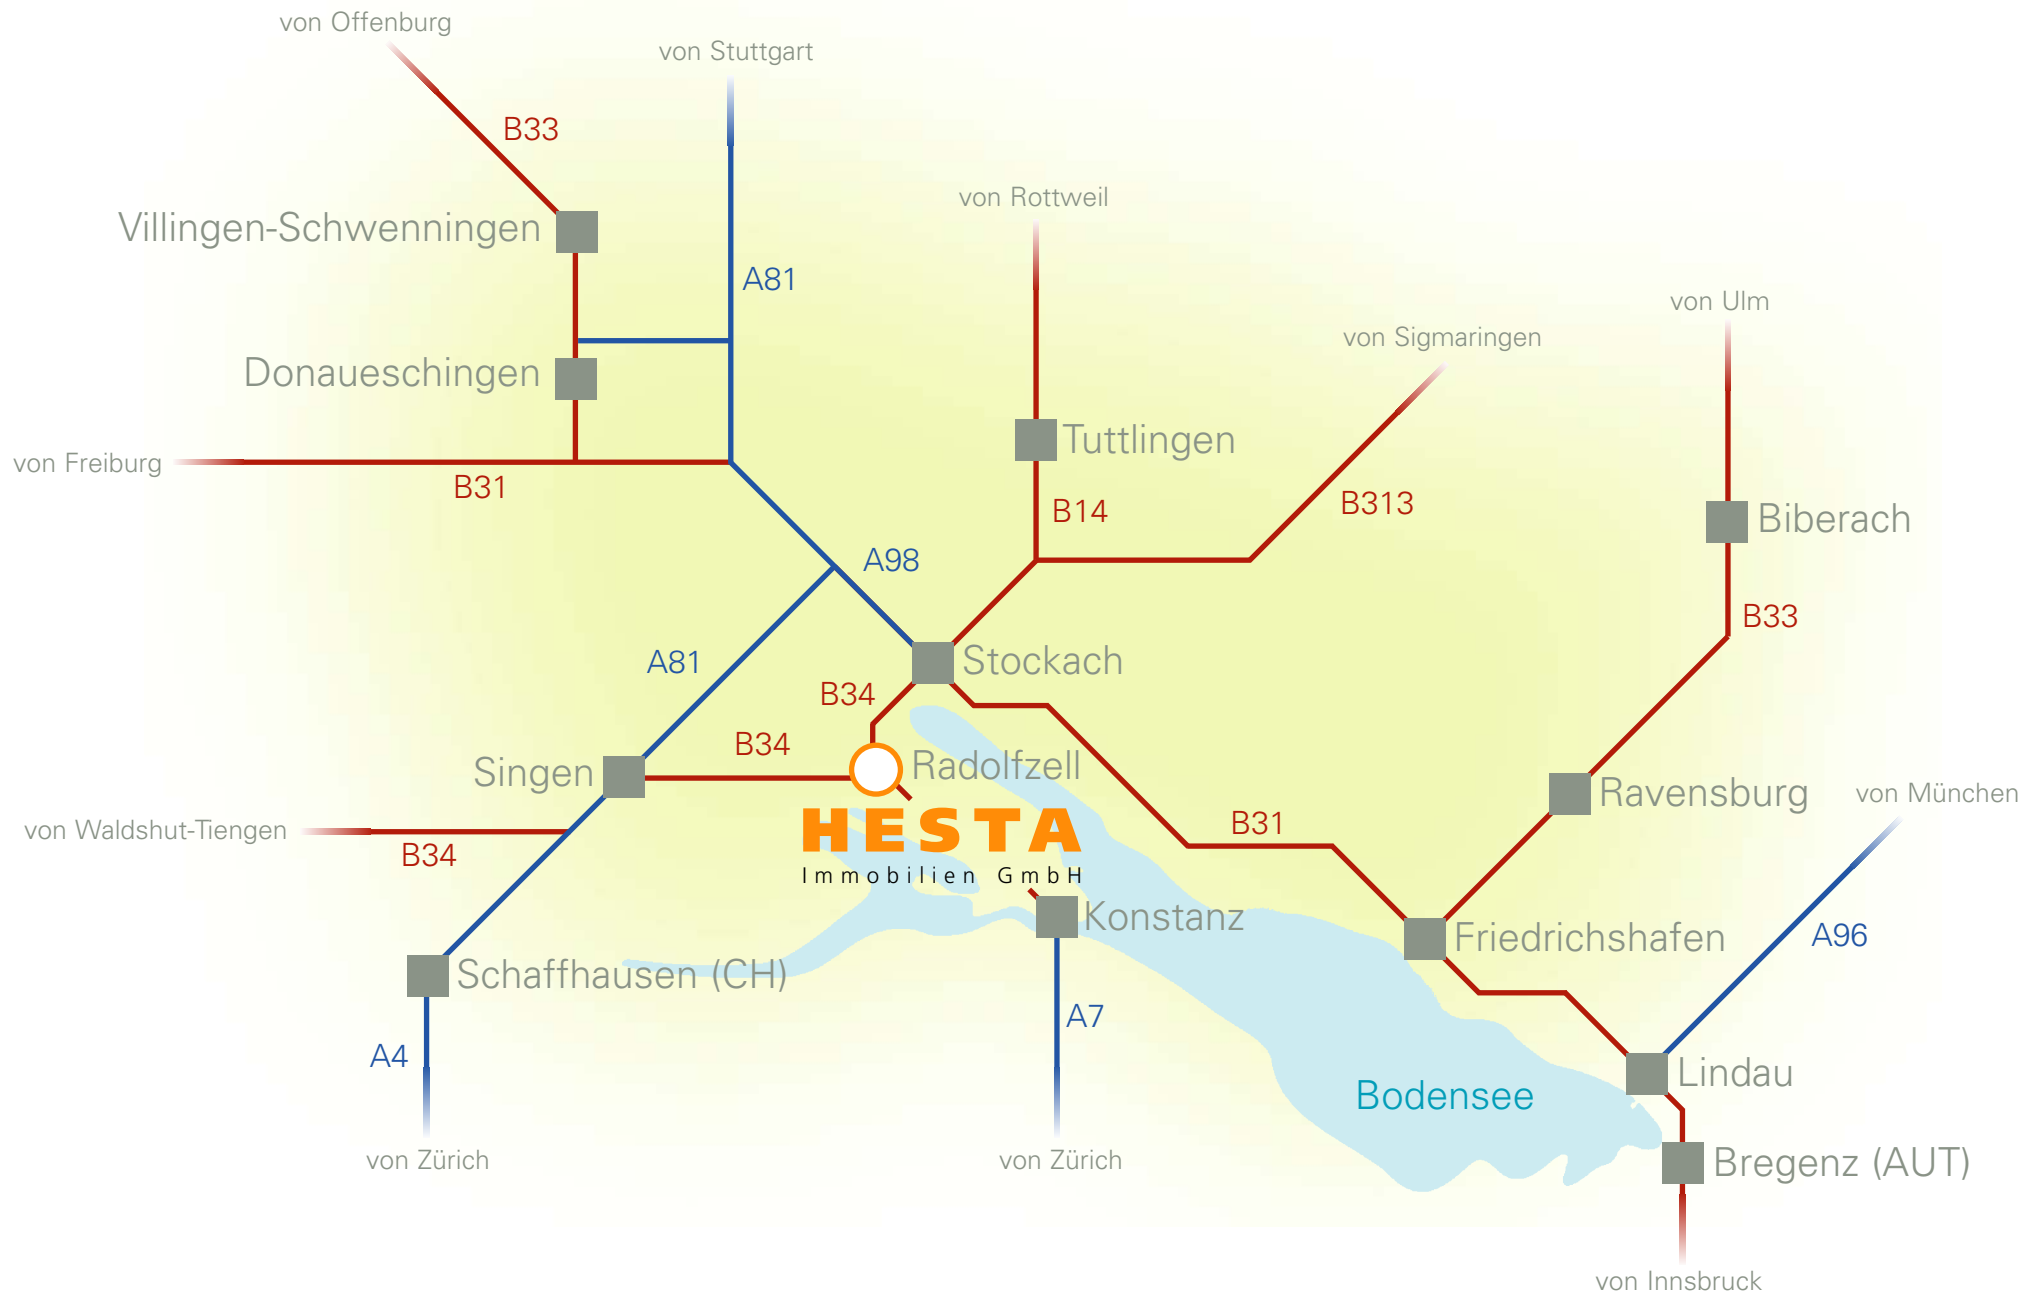 von Offenburg
von Stuttgart
B33
von Rottweil
Villingen-Schwenningen
A81
von Ulm
von Sigmaringen
Donaueschingen
Tuttlingen
von Freiburg
B31
B14
B313
Biberach
A98
B33
A81
Stockach
B34
B34
Singen
Radolfzell
Ravensburg
von München
von Waldshut-Tiengen
B34
HESTA
Immobilien GmbH
B31
Konstanz
Friedrichshafen
A96
Schaffhausen (CH)
A7
A4
Lindau
Bodensee
von Zürich
von Zürich
Bregenz (AUT)
von Innsbruck